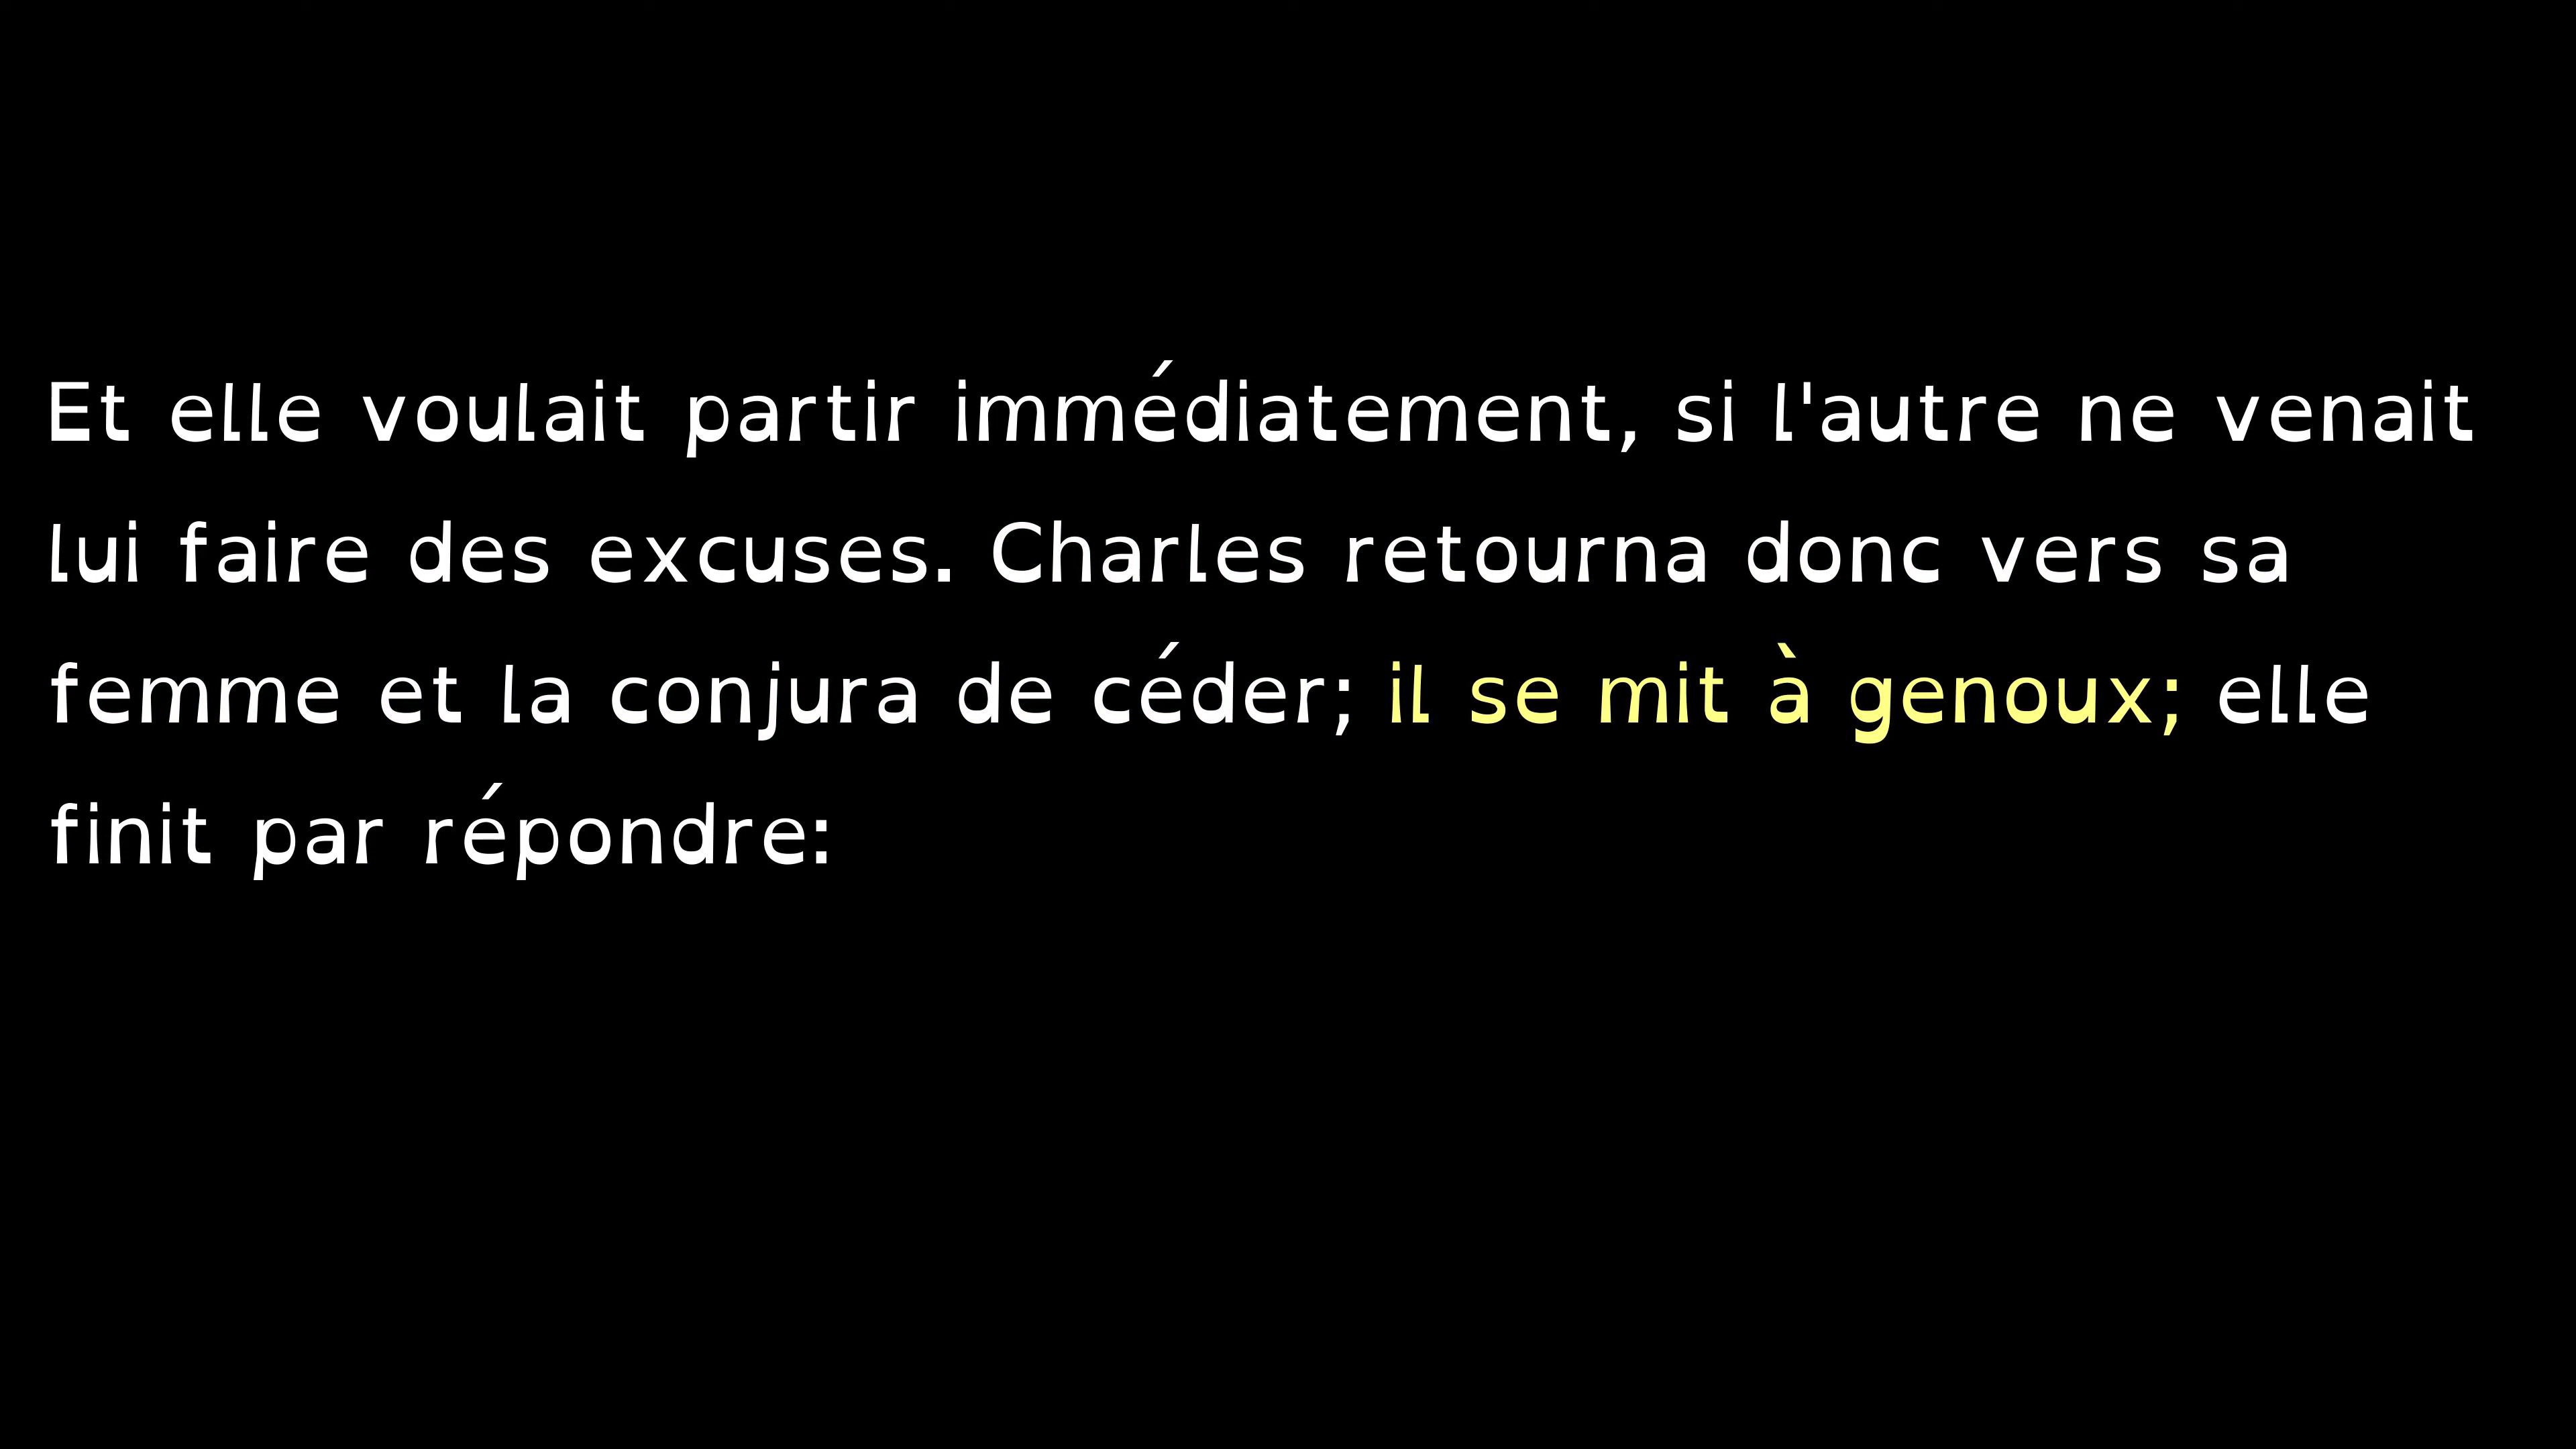 Et elle voulait partir immédiatement, si l'autre ne venait
lui faire des excuses. Charles retourna donc vers sa
femme et la conjura de céder; il se mit à genoux; elle
finit par répondre: